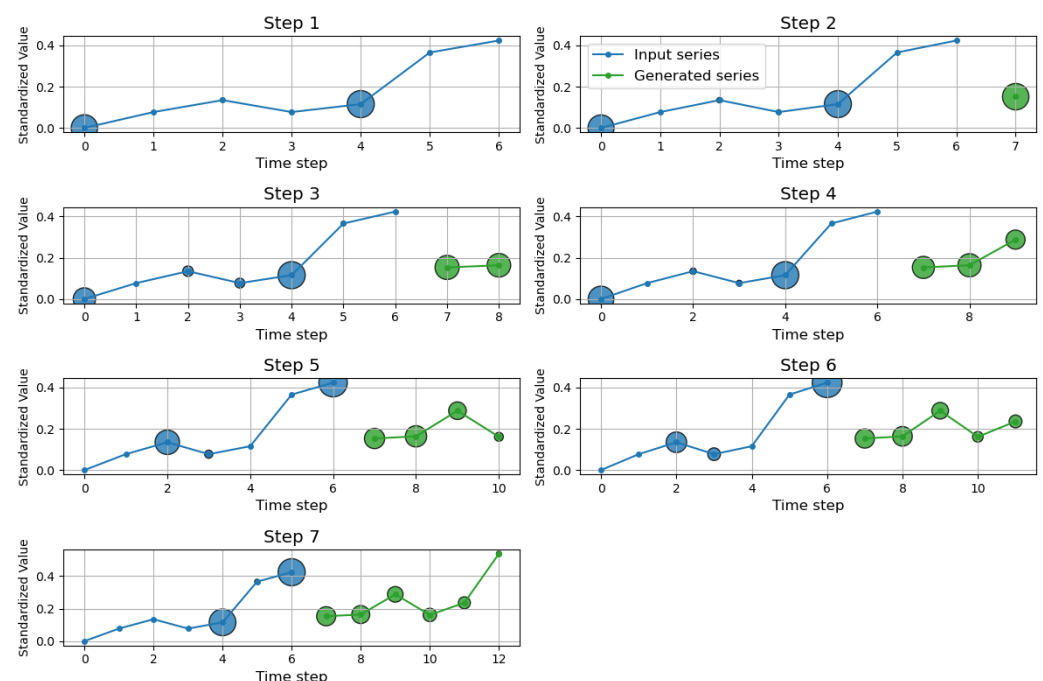 Step 1
Standardized Value
0.4
0.2
0.0
0 1 2 3 4 5 6
Time step
Step 2
Standardized Value
0.4
0.2
0.0
Input series
Generated series
0 1 2 3 4 5 6 7
Time step
Step 3
Standardized Value
0.4
0.2
0.0
0 1 2 3 4 5 6 7 8
Time step
Step 4
Standardized Value
0.4
0.2
0.0
0 2 4 6 8
Time step
Step 5
Standardized Value
0.4
0.2
0.0
0 2 4 6 8 10
Time step
Step 6
Standardized Value
0.4
0.2
0.0
0 2 4 6 8 10
Time step
Step 7
Standardized Value
0.4
0.2
0.0
0 2 4 6 8 10 12
Time step